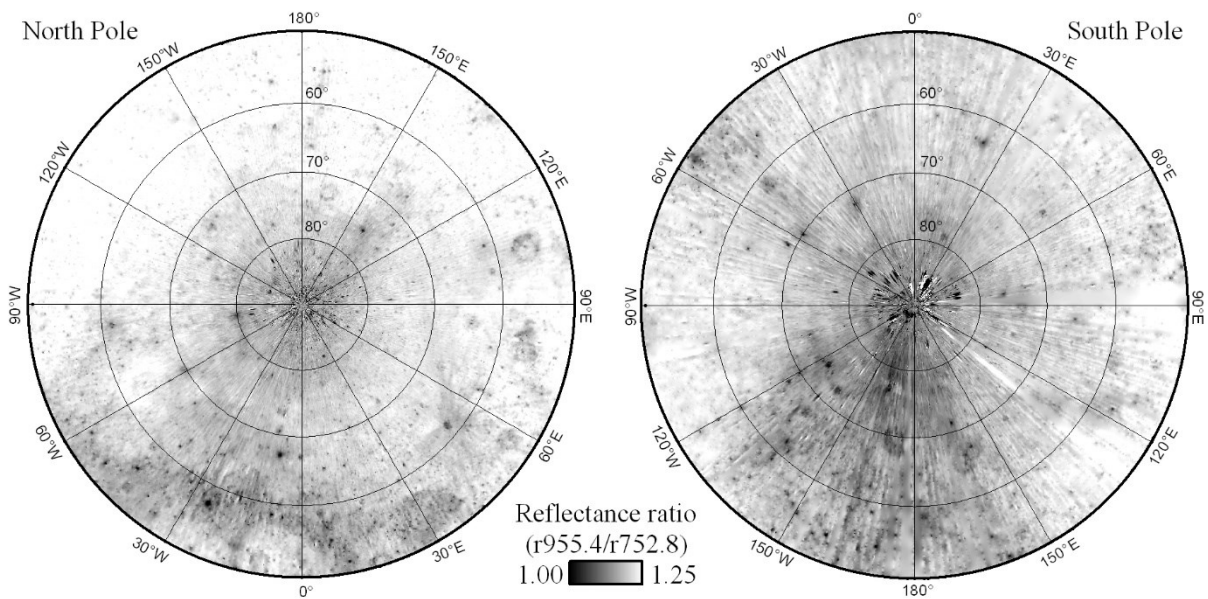 North Pole
180°
150°W
150°E
120°W
120°E
60°
70°
80°
90°W
90°E
60°W
60°E
30°W
30°E
0°
South Pole
0°
30°W
30°E
60°W
60°E
60°
70°
80°
90°W
90°E
120°W
120°E
150°W
150°E
180°
Reflectance ratio
(r955.4/r752.8)
1.00 1.25